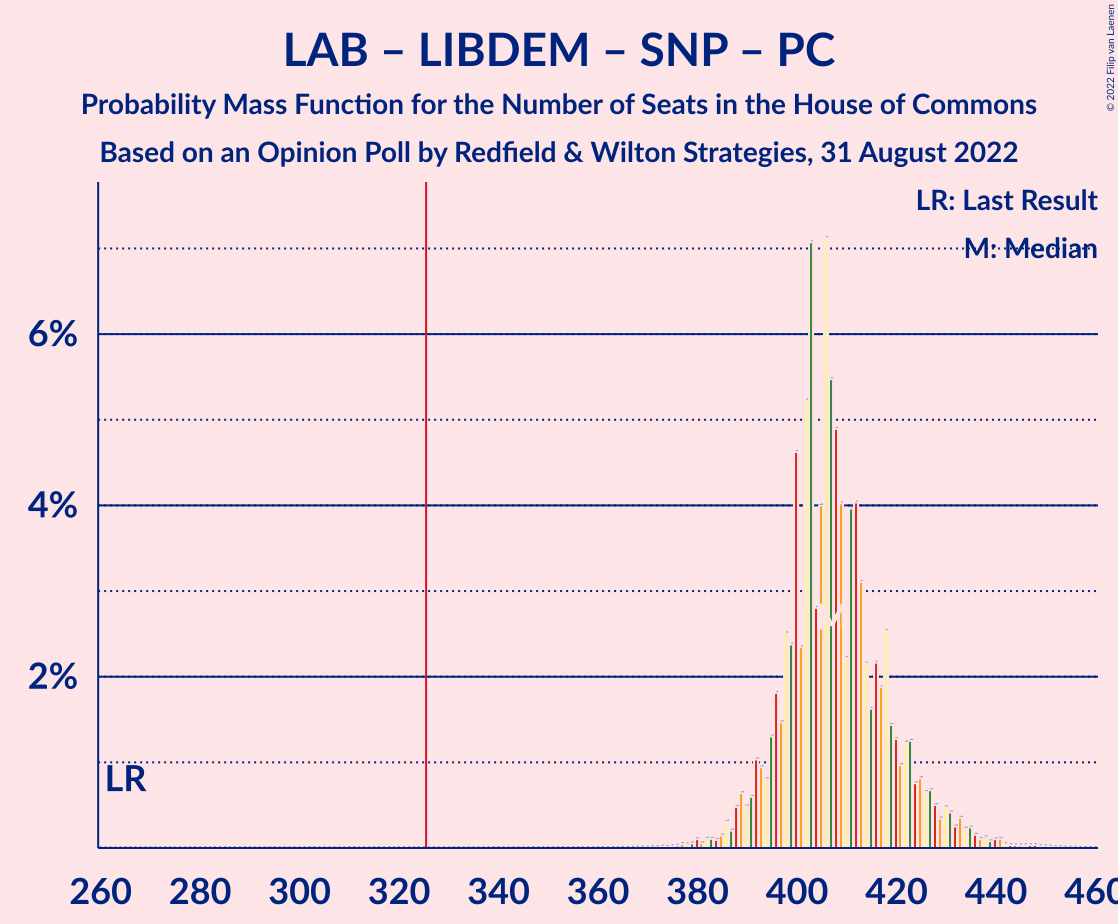 LAB – LIBDEM – SNP – PC
Probability Mass Function for the Number of Seats in the House of Commons
Based on an Opinion Poll by Redfield & Wilton Strategies, 31 August 2022
© 2022 Filip van Laenen
LR: Last Result
M: Median
6%
4%
M
2%
LR
260 280 300 320 340 360 380 400 420 440 460